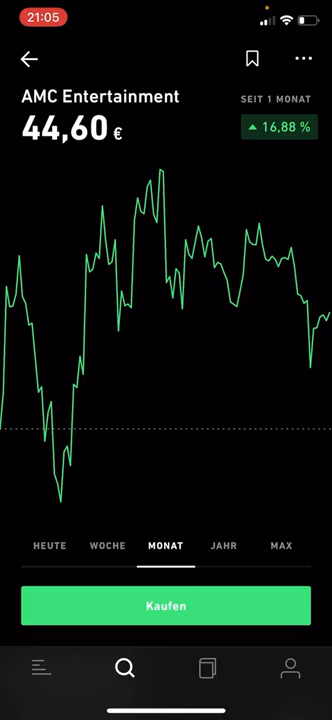 21:05
AMC Entertainment
SEIT 1 MONAT
44,60 €
16,88 %
HEUTE WOCHE MONAT JAHR MAX
Kaufen